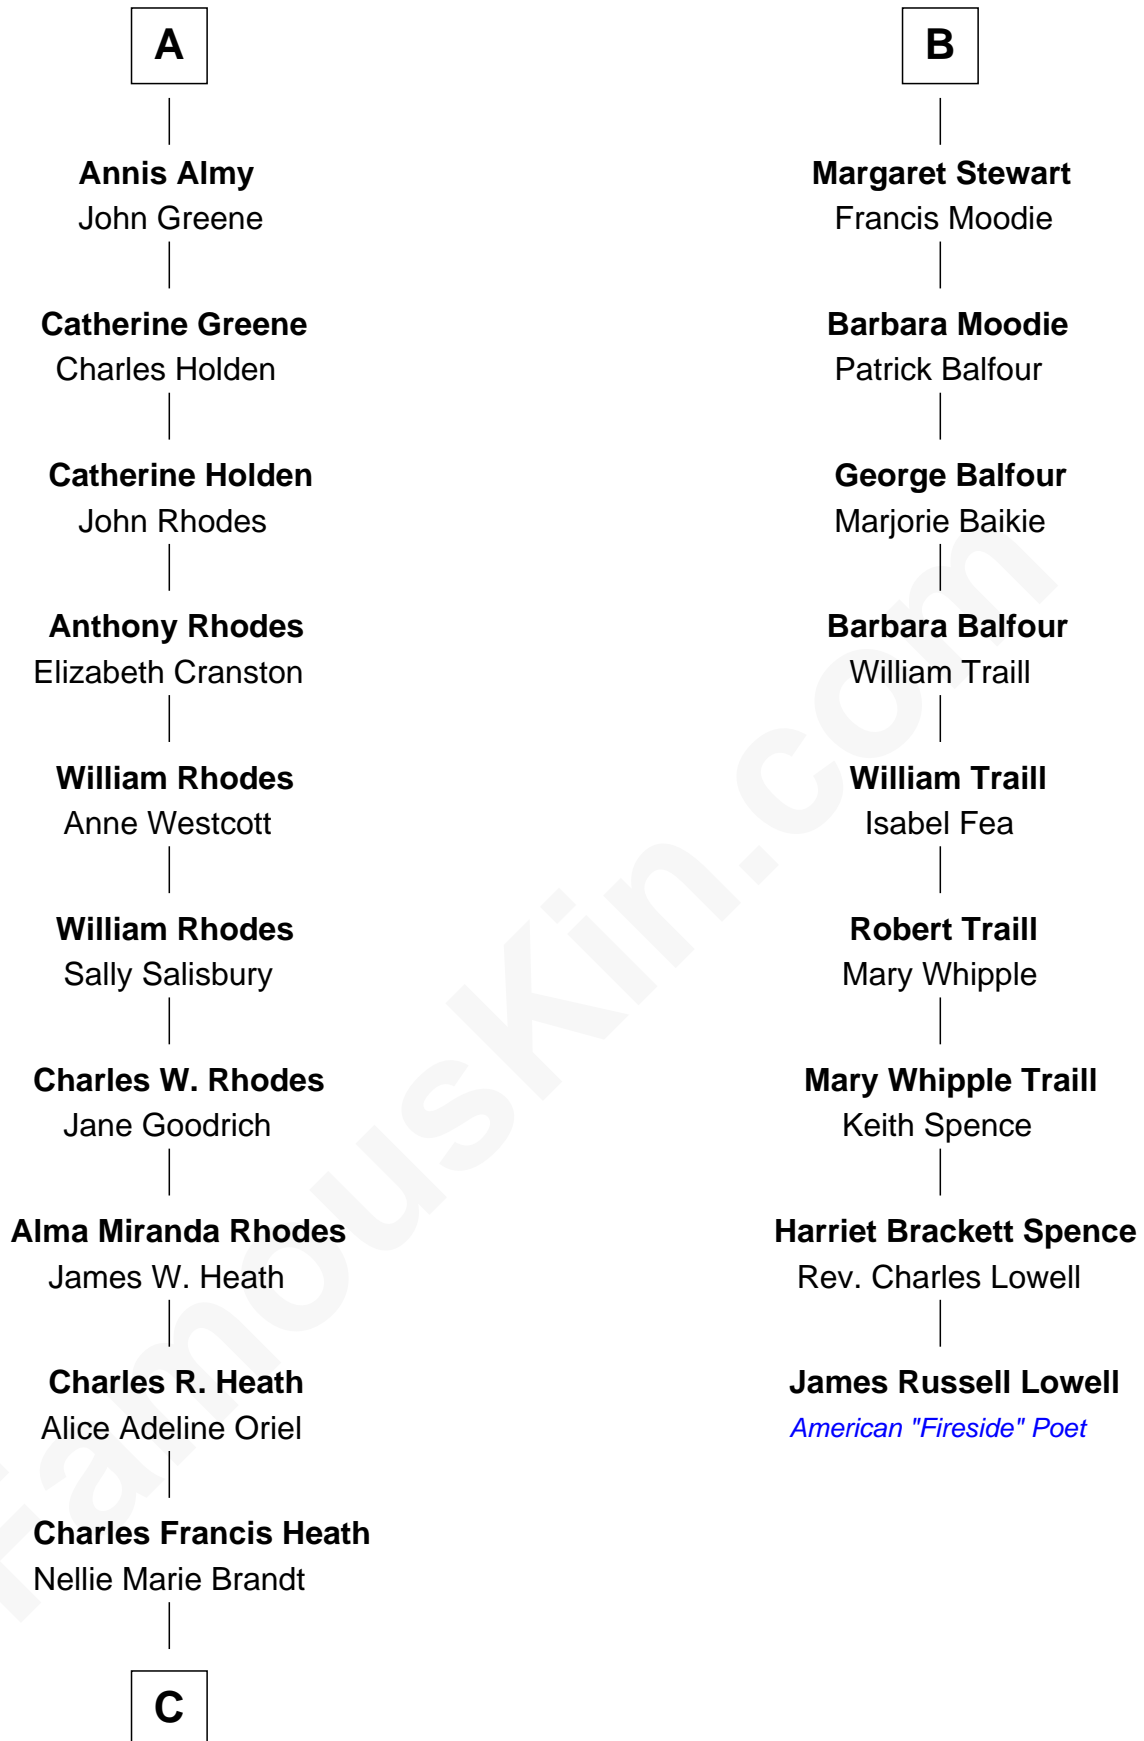 A
Annis Almy
John Greene
Catherine Greene
Charles Holden
Catherine Holden
John Rhodes
Anthony Rhodes
Elizabeth Cranston
William Rhodes
Anne Westcott
William Rhodes
Sally Salisbury
Charles W. Rhodes
Jane Goodrich
Alma Miranda Rhodes
James W. Heath
Charles R. Heath
Alice Adeline Oriel
Charles Francis Heath
Nellie Marie Brandt
C
B
Margaret Stewart
Francis Moodie
Barbara Moodie
Patrick Balfour
George Balfour
Marjorie Baikie
Barbara Balfour
William Traill
William Traill
Isabel Fea
Robert Traill
Mary Whipple
Mary Whipple Traill
Keith Spence
Harriet Brackett Spence
Rev. Charles Lowell
James Russell Lowell
American "Fireside" Poet
FamousKin.com